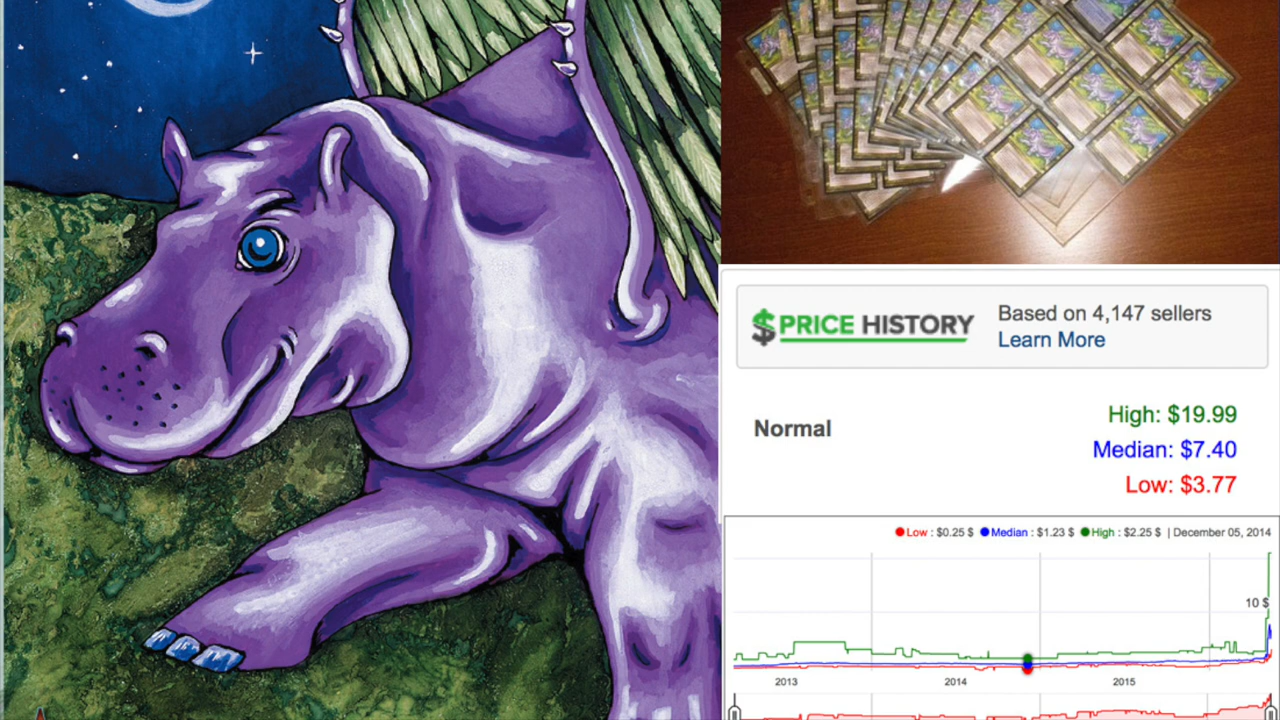 PRICE HISTORY
Based on 4,147 sellers
Learn More
Normal
High: $19.99
Median: $7.40
Low: $3.77
Low : $0.25 $ Median : $1.23 $ High : $2.25 $ | December 05, 2014
10 $
2013 2014 2015